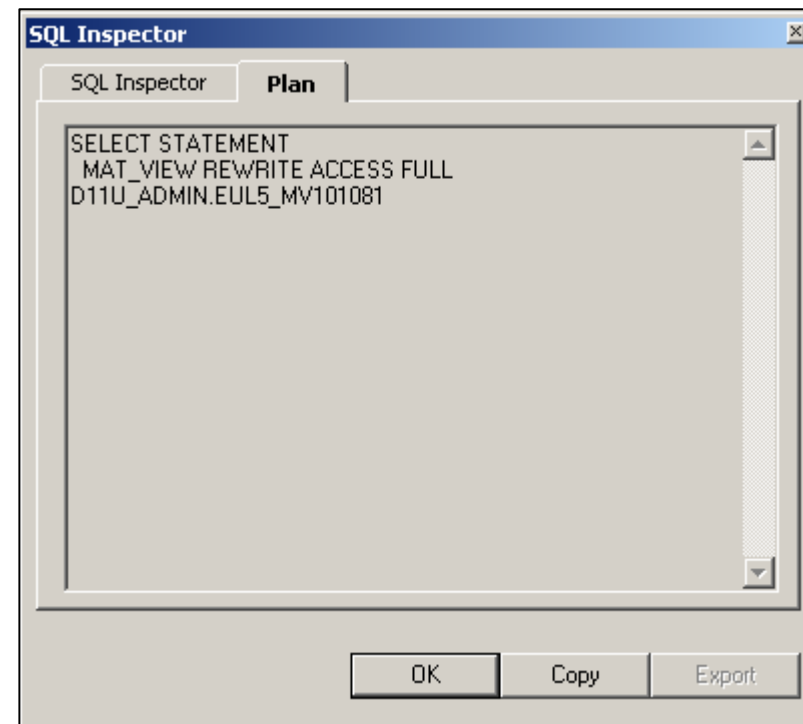 SQL Inspector
SQL Inspector Plan
SELECT STATEMENT
MAT_VIEW REWRITE ACCESS FULL
D11U_ADMIN.EUL5_MV101081
OK Copy Export